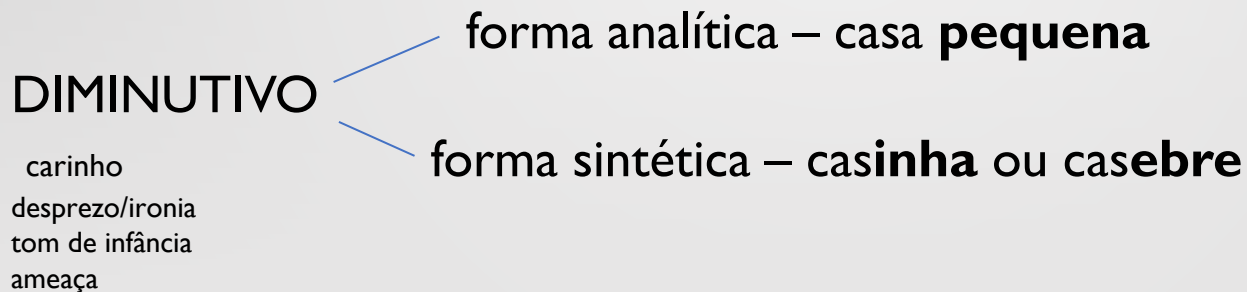 forma analítica – casa pequena
DIMINUTIVO
forma sintética – casinha ou casebre
carinho
desprezo/ironia
tom de infância
ameaça